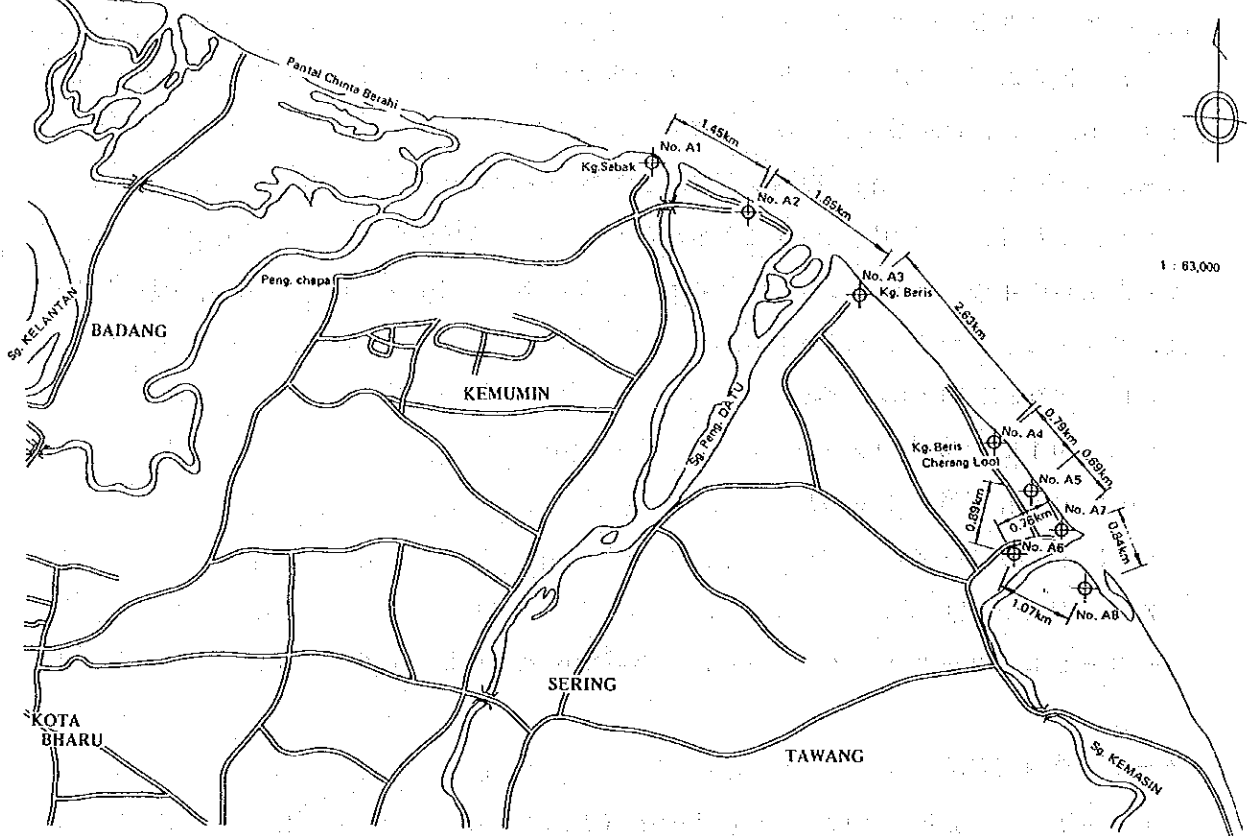 Pantai Chinta Berahi
1.45km
No. A1
Kg. Sebak
No. A2
1.85km
No. A3
Kg. Beris
1 : 63,000
Peng. chapa
Sg. KELANTAN
BADANG
2.63km
KEMUMIN
Sg. Peng. DATU
No. A4
0.79km
Kg. Beris
Cherang Lool
0.69km
No. A5
0.89km
0.76km
No. A7
0.84km
No. A6
1.07km
No. A8
SERING
KOTA
BHARU
TAWANG
Sg. KEMASIN